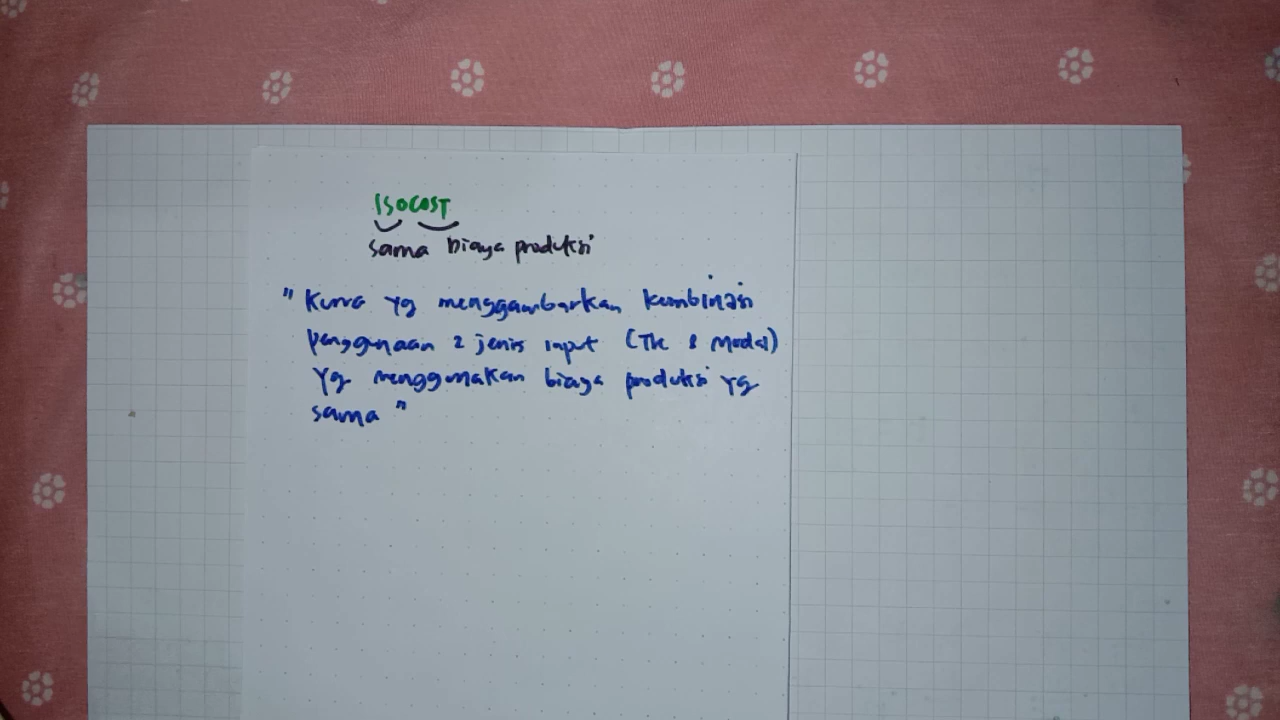 ISOCOST
sama biaya produksi
" Kurva yg menggambarkan kombinasi
penggunaan 2 jenis input (TK & Modal)
yg menggunakan biaya produksi yg
sama "